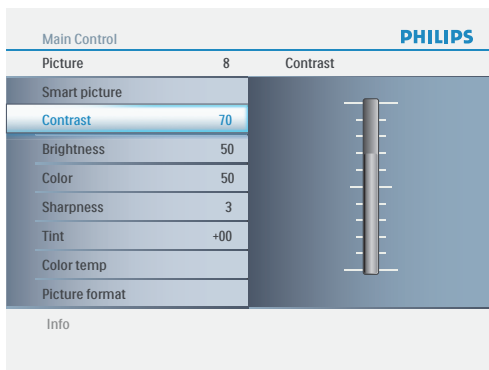 Main Control PHILIPS
Picture 8 Contrast
Smart picture
Contrast 70
Brightness 50
Color 50
Sharpness 3
Tint +00
Color temp
Picture format
Info